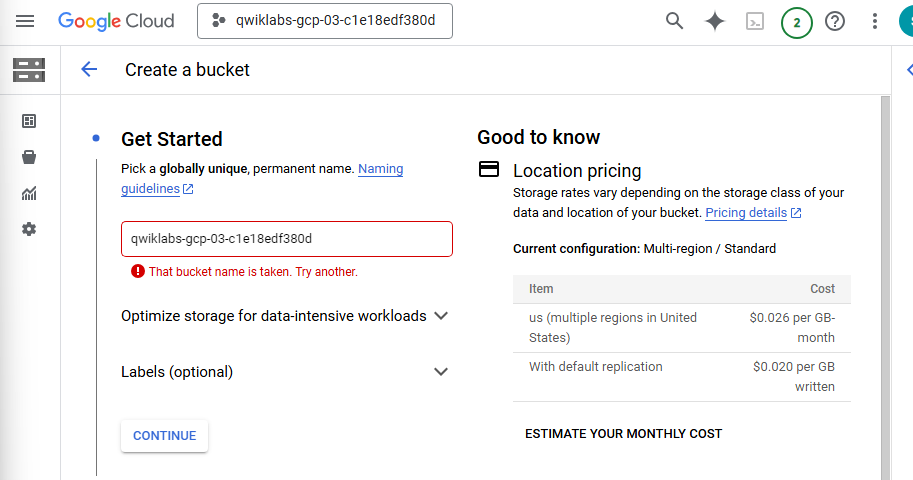 Google Cloud
qwiklabs-gcp-03-c1e18edf380d
2
Create a bucket
Get Started
Pick a globally unique, permanent name. Naming
guidelines
qwiklabs-gcp-03-c1e18edf380d
That bucket name is taken. Try another.
Optimize storage for data-intensive workloads
Labels (optional)
CONTINUE
Good to know
Location pricing
Storage rates vary depending on the storage class of your
data and location of your bucket. Pricing details
Current configuration: Multi-region / Standard
Item Cost
us (multiple regions in United $0.026 per GB-
States) month
With default replication $0.020 per GB
written
ESTIMATE YOUR MONTHLY COST